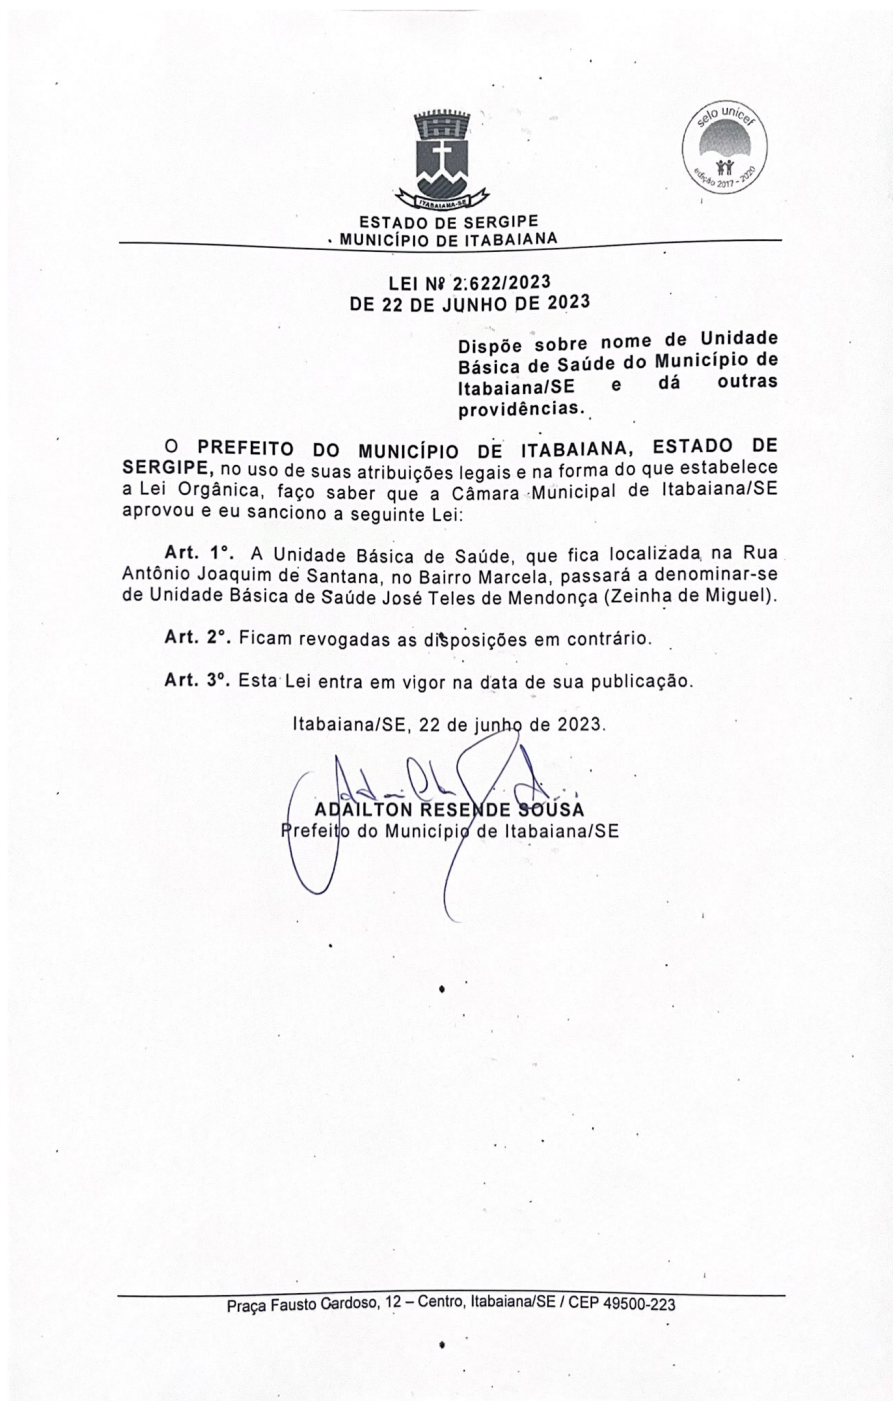 selo unicef
edição 2017 - 2020
ITABAIANA-SE
ESTADO DE SERGIPE
MUNICÍPIO DE ITABAIANA
LEI Nº 2.622/2023
DE 22 DE JUNHO DE 2023
Dispõe sobre nome de Unidade
Básica de Saúde do Município de
Itabaiana/SE e dá outras
providências.
O PREFEITO DO MUNICÍPIO DE ITABAIANA, ESTADO DE
SERGIPE, no uso de suas atribuições legais e na forma do que estabelece
a Lei Orgânica, faço saber que a Câmara Municipal de Itabaiana/SE
aprovou e eu sanciono a seguinte Lei:
Art. 1º. A Unidade Básica de Saúde, que fica localizada na Rua
Antônio Joaquim de Santana, no Bairro Marcela, passará a denominar-se
de Unidade Básica de Saúde José Teles de Mendonça (Zeinha de Miguel).
Art. 2º. Ficam revogadas as disposições em contrário.
Art. 3º. Esta Lei entra em vigor na data de sua publicação.
Itabaiana/SE, 22 de junho de 2023.
ADAILTON RESENDE SOUSA
Prefeito do Município de Itabaiana/SE
Praça Fausto Cardoso, 12 – Centro, Itabaiana/SE / CEP 49500-223